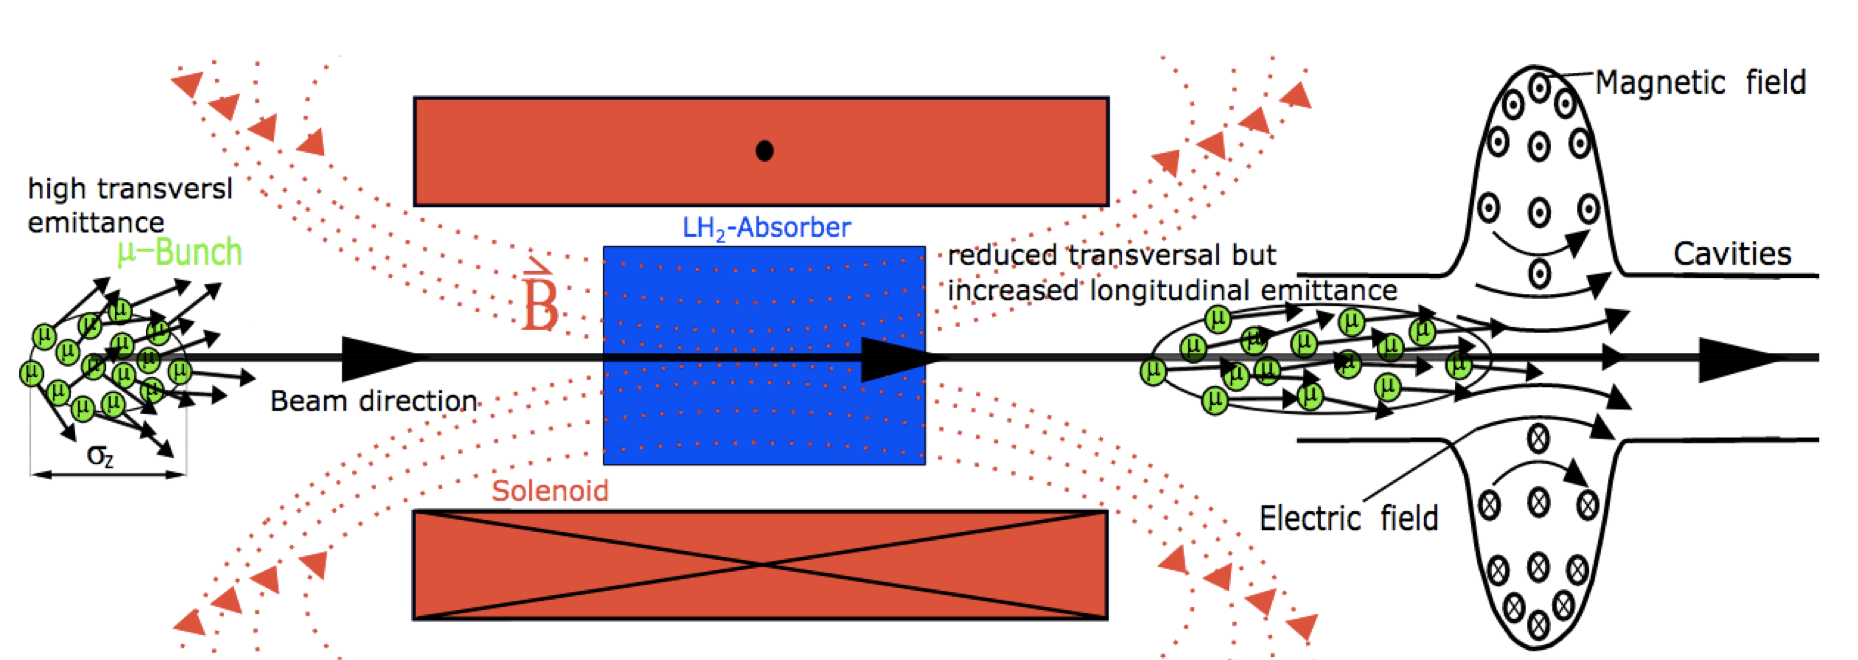 Magnetic field
high transversl
emittance
μ-Bunch
LH₂-Absorber
reduced transversal but
increased longitudinal emittance
Cavities
B⃗
μ μ μ μ μ μ μ μ μ μ μ μ μ μ μ
μ μ μ μ μ μ μ μ μ μ μ μ μ μ
Beam direction
σz
Solenoid
Electric field